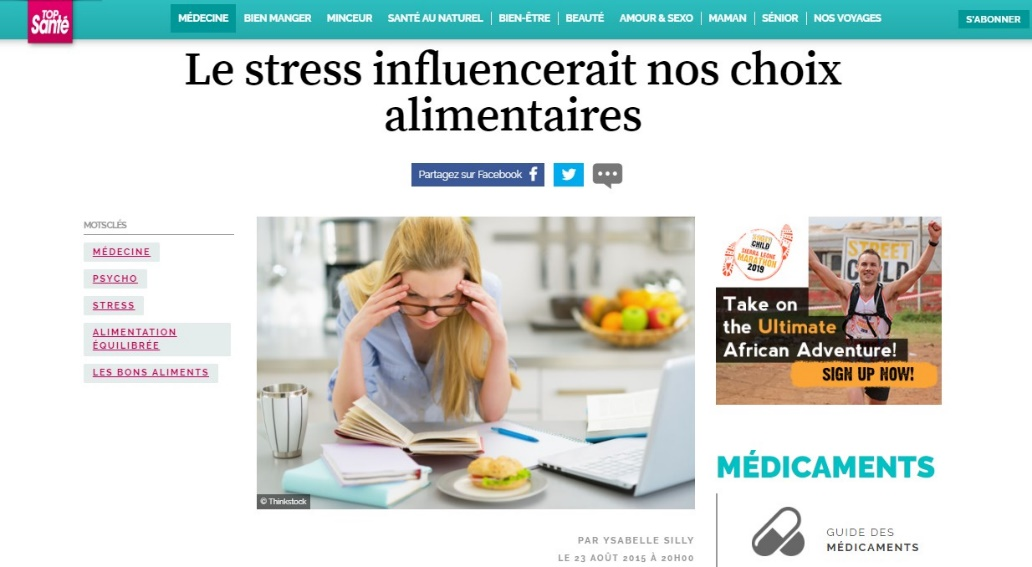 TOP
Santé
MÉDECINE
BIEN MANGER
MINCEUR
SANTÉ AU NATUREL
BIEN-ÊTRE
BEAUTÉ
AMOUR & SEXO
MAMAN
SÉNIOR
NOS VOYAGES
S'ABONNER
Le stress influencerait nos choix
alimentaires
Partagez sur Facebook
MOTSCLÉS
MÉDECINE
PSYCHO
STRESS
ALIMENTATION
ÉQUILIBRÉE
LES BONS ALIMENTS
© Thinkstock
PAR YSABELLE SILLY
LE 23 AOÛT 2015 À 20H00
CHILD
SIERRA LEONE
MARATHON
2019
STREET
CHILD
Take on
the Ultimate
African Adventure!
SIGN UP NOW!
MÉDICAMENTS
GUIDE DES
MÉDICAMENTS